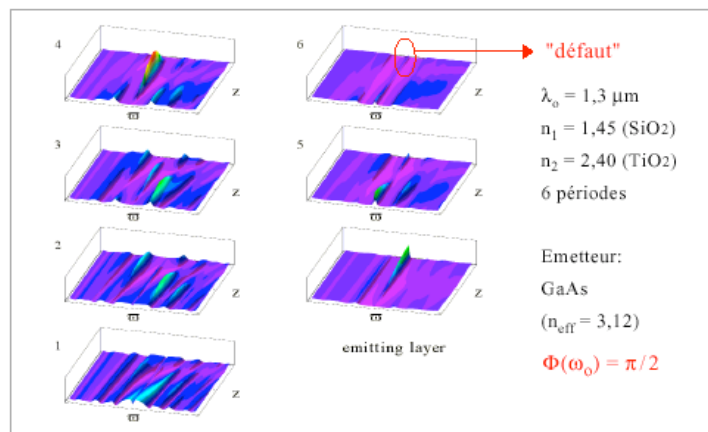 4
Z
ϖ
3
Z
ϖ
2
Z
ϖ
1
Z
ϖ
6
Z
ϖ
5
Z
ϖ
Z
ϖ
emitting layer
"défaut"
λo = 1,3 μm
n1 = 1,45 (SiO2)
n2 = 2,40 (TiO2)
6 périodes
Emetteur:
GaAs
(neff = 3,12)
Φ(ωo) = π/2